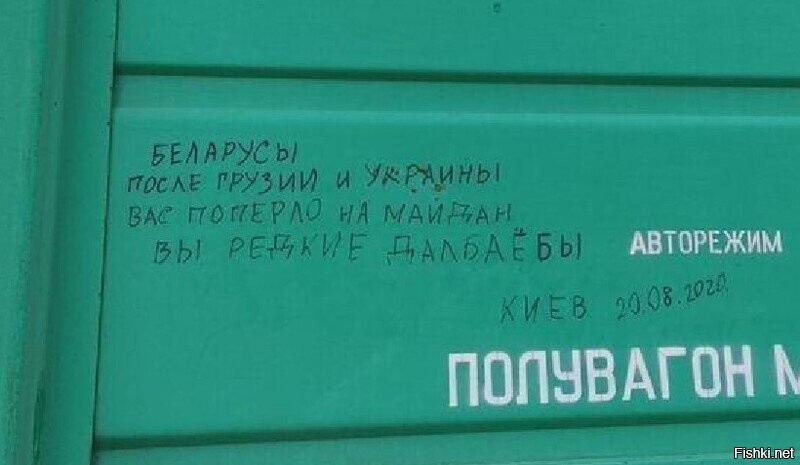 БЕЛАРУСЫ
ПОСЛЕ ГРУЗИИ И УКРАИНЫ
ВАС ПОПЕРЛО НА МАЙДАН
ВЫ РЕДКИЕ ДАЛБАЁБЫ
АВТОРЕЖИМ
КИЕВ 20.08.2020.
ПОЛУВАГОН М
Fishki.net